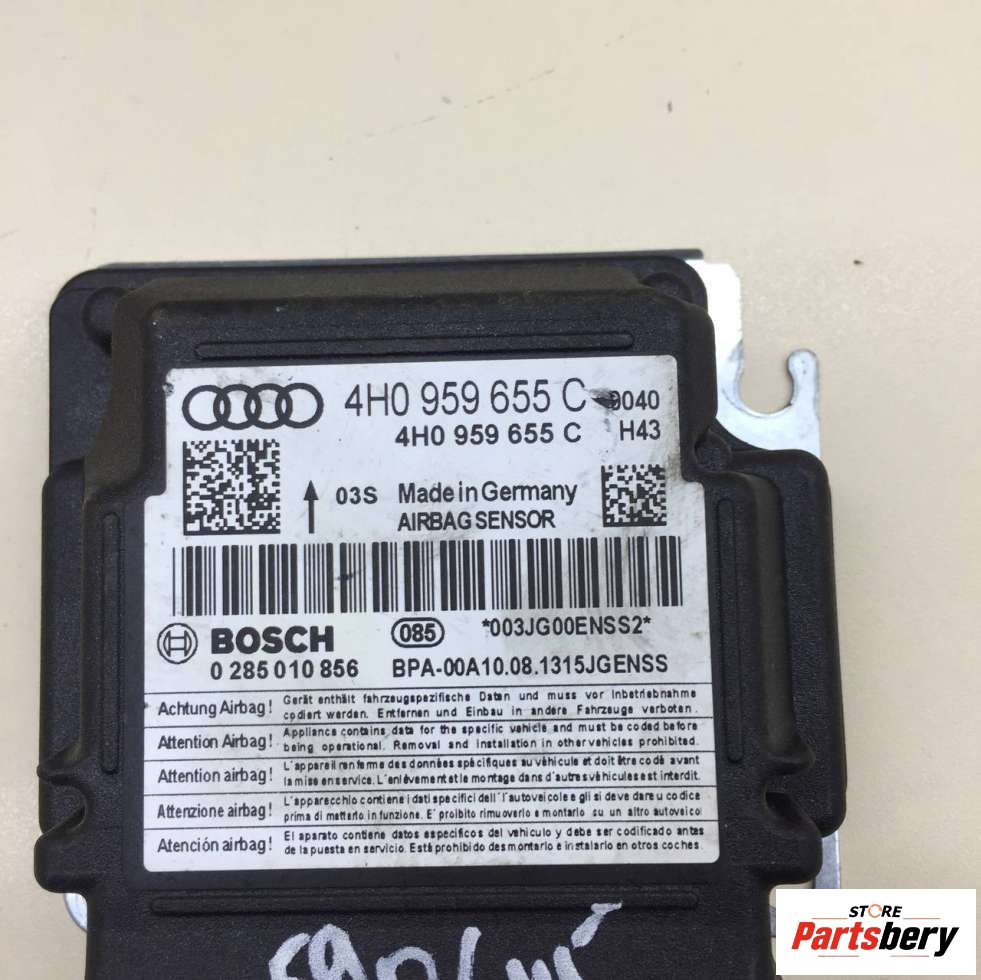 4H0 959 655 C 9040
4H0 959 655 C H43
03S Made in Germany
AIRBAG SENSOR
BOSCH 085 *003JG00ENSS2*
0 285 010 856 BPA-00A10.08.1315JGENSS
Achtung Airbag! Gerät enthält fahrzeugspezifische Daten und muss vor Inbetriebnahme
codiert werden. Entfernen und Einbau in andere Fahrzeuge verboten.
Attention Airbag! Appliance contains data for the specific vehicle and must be coded before
being operational. Removal and installation in other vehicles prohibited.
Attention airbag! L'appareil renferme des données spécifiques au véhicule et doit être codé avant
la mise en service. L'enlèvement et le montage dans d'autres véhicules est interdit.
Attenzione airbag! L'apparecchio contiene i dati specifici dell'l'autoveicolo e gli si deve dare u codice
prima di metterlo in funzione. E' proibito rimuoverlo e montarlo su un altro autoveicol
Atención airbag! El aparato contiene datos específicos del vehículo y debe ser codificado antes
de la puesta en servicio. Está prohibido desmontarlo e instalarlo en otros coches.
STORE
Partsbery